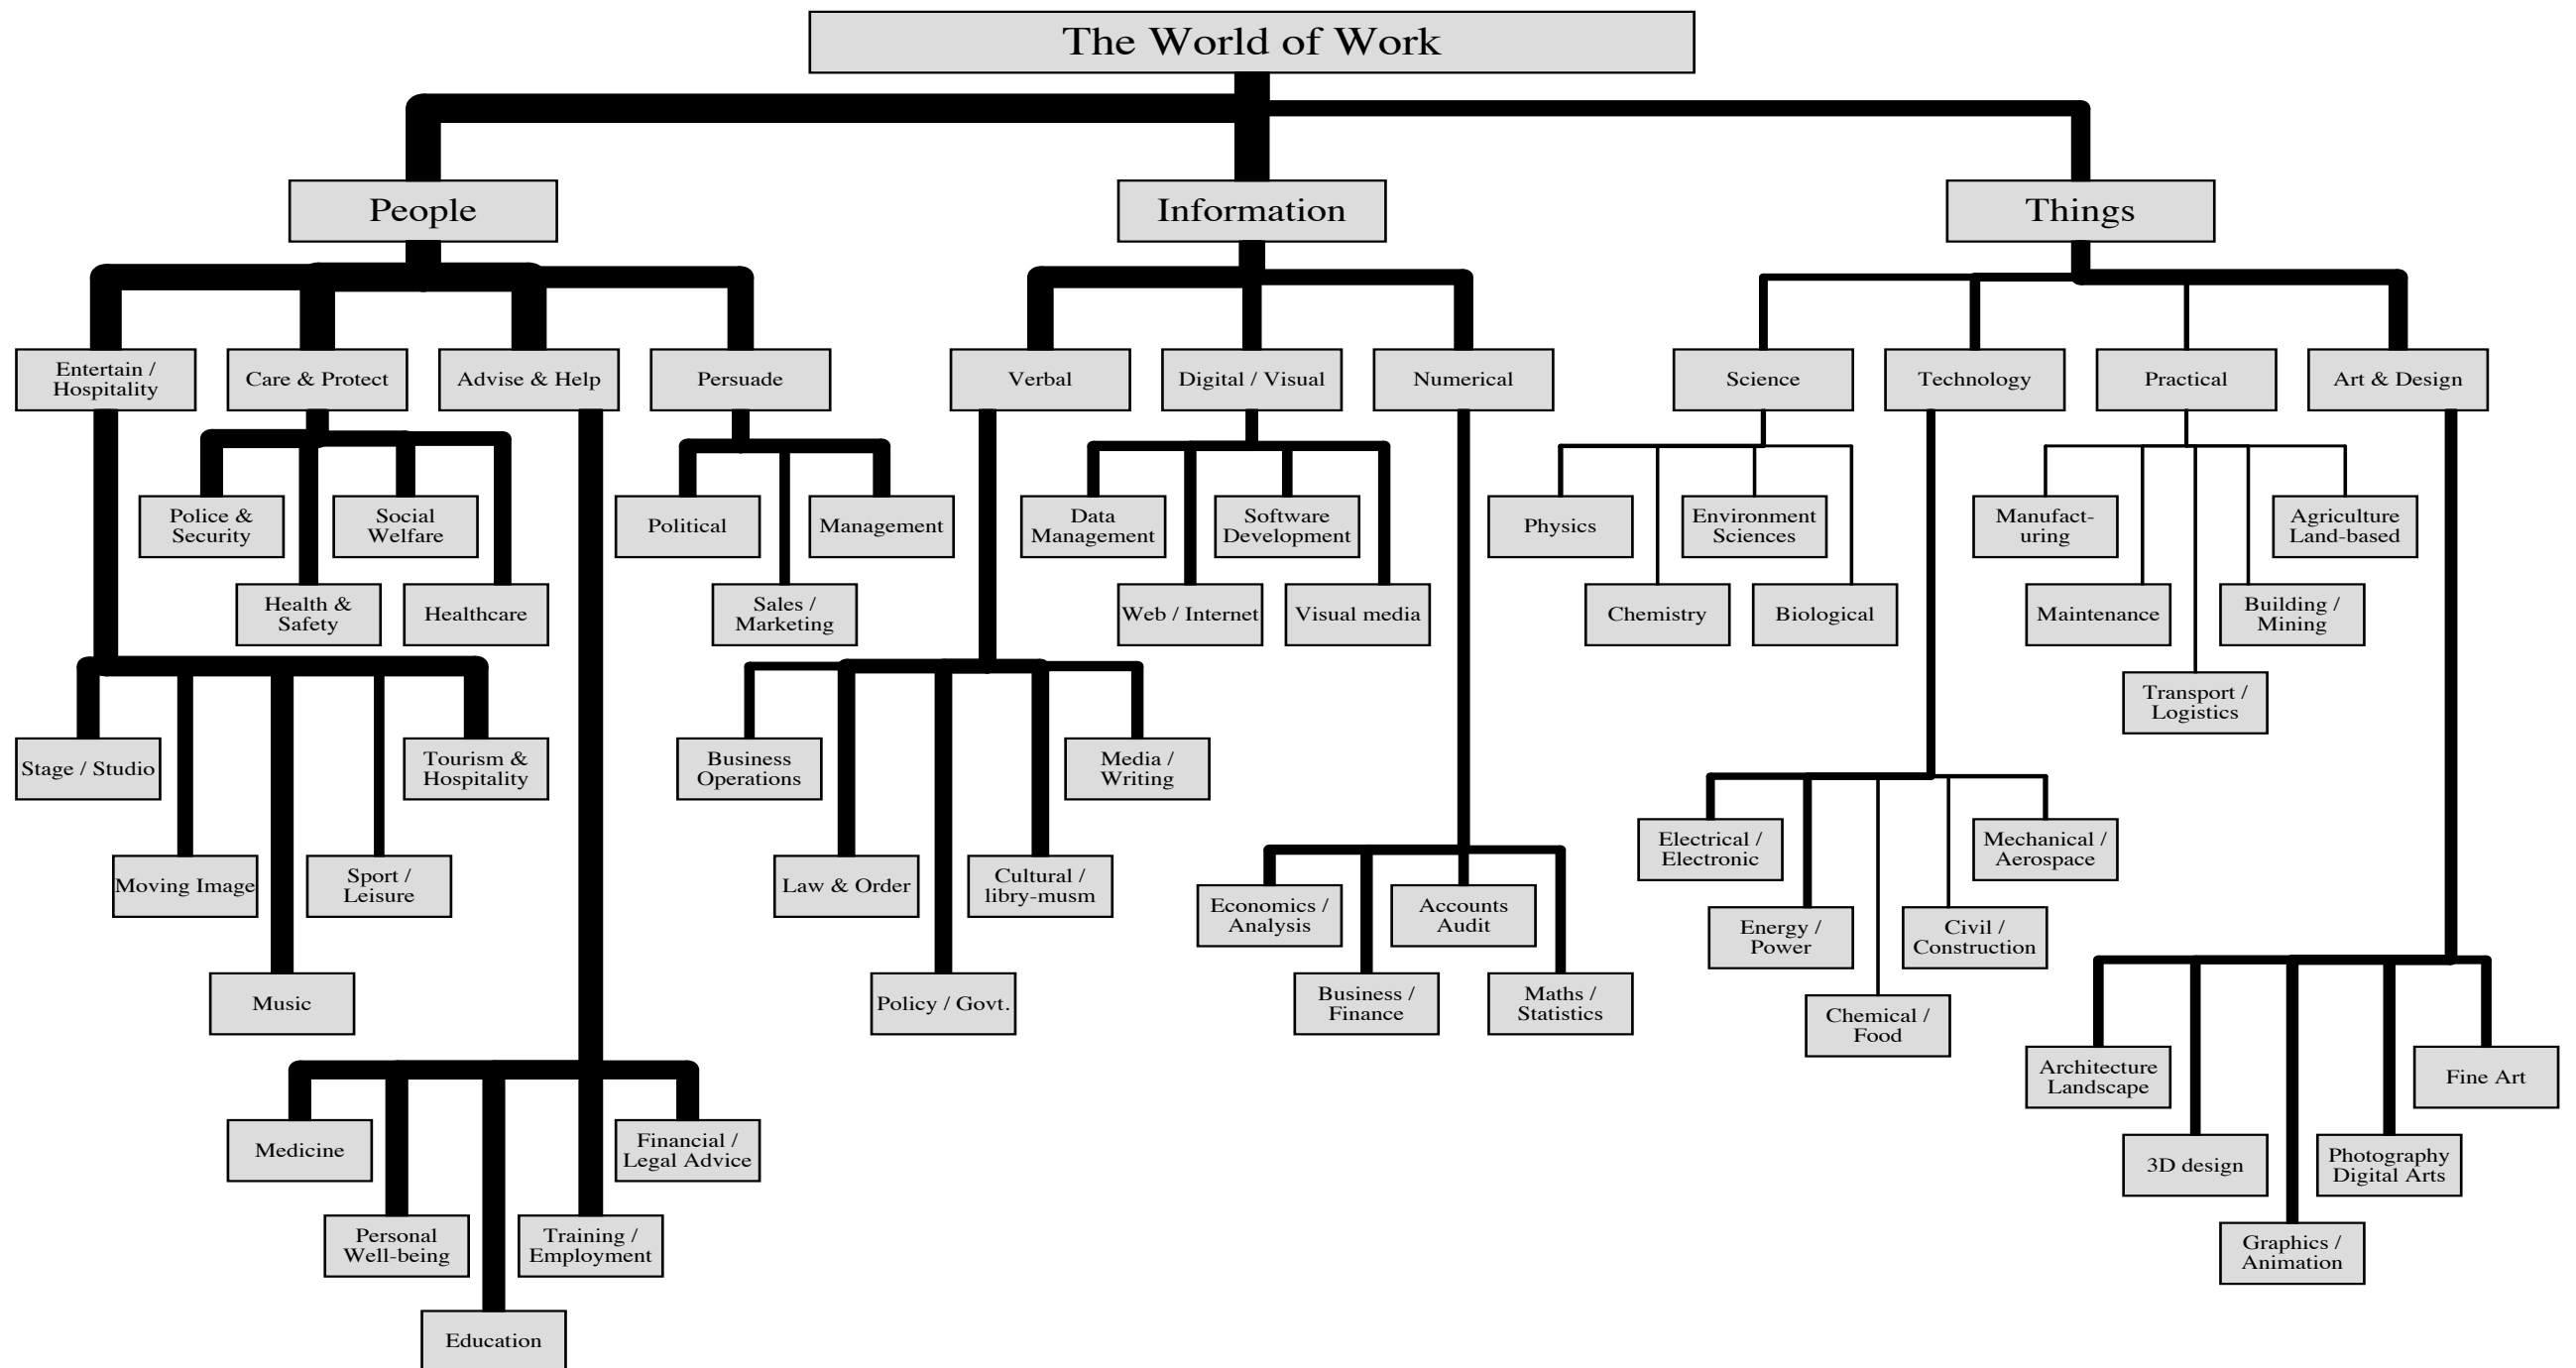 The World of Work
People
Information
Things
Entertain /
Hospitality
Care & Protect
Advise & Help
Persuade
Verbal
Digital / Visual
Numerical
Science
Technology
Practical
Art & Design
Police &
Security
Social
Welfare
Political
Management
Data
Management
Software
Development
Physics
Environment
Sciences
Manufact-
uring
Agriculture
Land-based
Health &
Safety
Healthcare
Sales /
Marketing
Web / Internet
Visual media
Chemistry
Biological
Maintenance
Building /
Mining
Transport /
Logistics
Stage / Studio
Tourism &
Hospitality
Business
Operations
Media /
Writing
Electrical /
Electronic
Mechanical /
Aerospace
Moving Image
Sport /
Leisure
Law & Order
Cultural /
libry-musm
Economics /
Analysis
Accounts
Audit
Energy /
Power
Civil /
Construction
Music
Policy / Govt.
Business /
Finance
Maths /
Statistics
Chemical /
Food
Architecture
Landscape
Fine Art
Medicine
Financial /
Legal Advice
3D design
Photography
Digital Arts
Personal
Well-being
Training /
Employment
Graphics /
Animation
Education